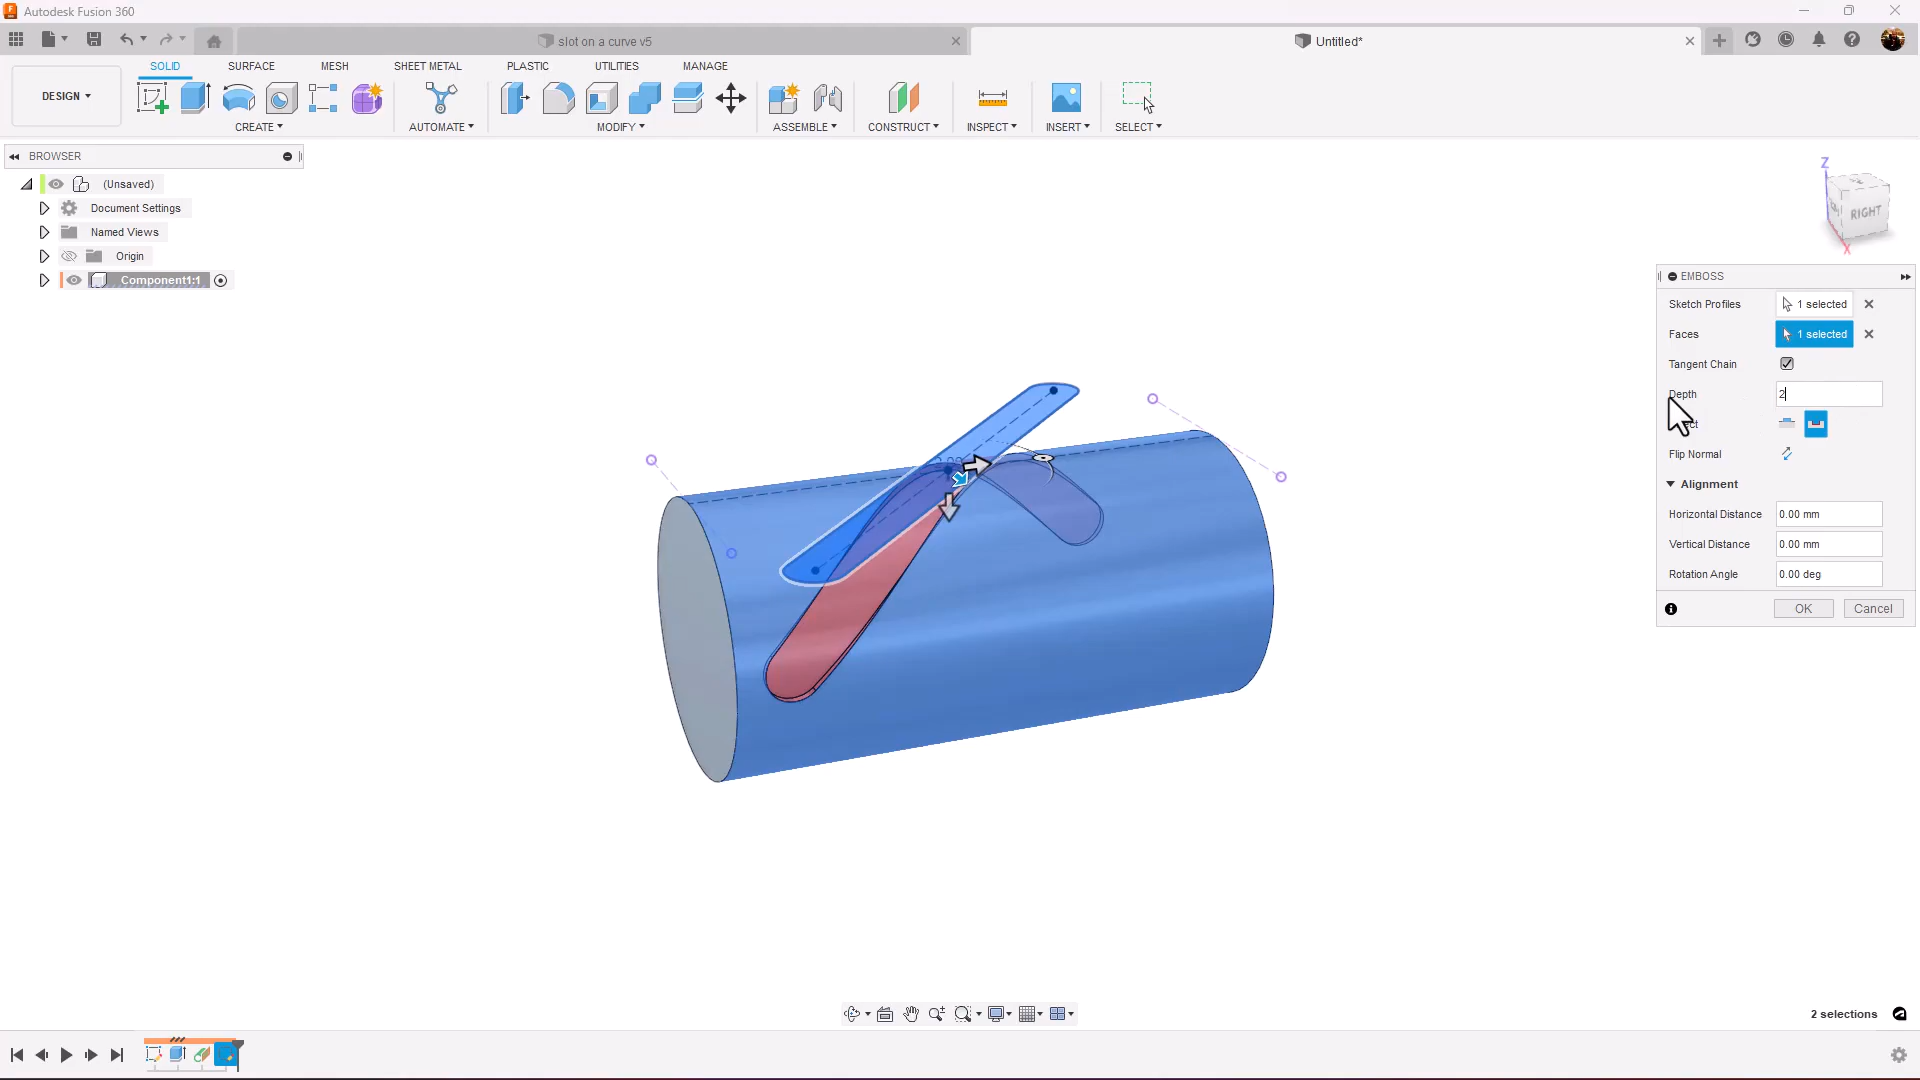 Autodesk Fusion 360
slot on a curve v5
Untitled*
DESIGN
SOLID SURFACE MESH SHEET METAL PLASTIC UTILITIES MANAGE
CREATE AUTOMATE MODIFY ASSEMBLE CONSTRUCT INSPECT INSERT SELECT
BROWSER
(Unsaved)
Document Settings
Named Views
Origin
Component1:1
Z
RIGHT
X
EMBOSS
Sketch Profiles 1 selected
Faces 1 selected
Tangent Chain
Depth 2
Flip Normal
Alignment
Horizontal Distance 0.00 mm
Vertical Distance 0.00 mm
Rotation Angle 0.00 deg
OK Cancel
2 selections